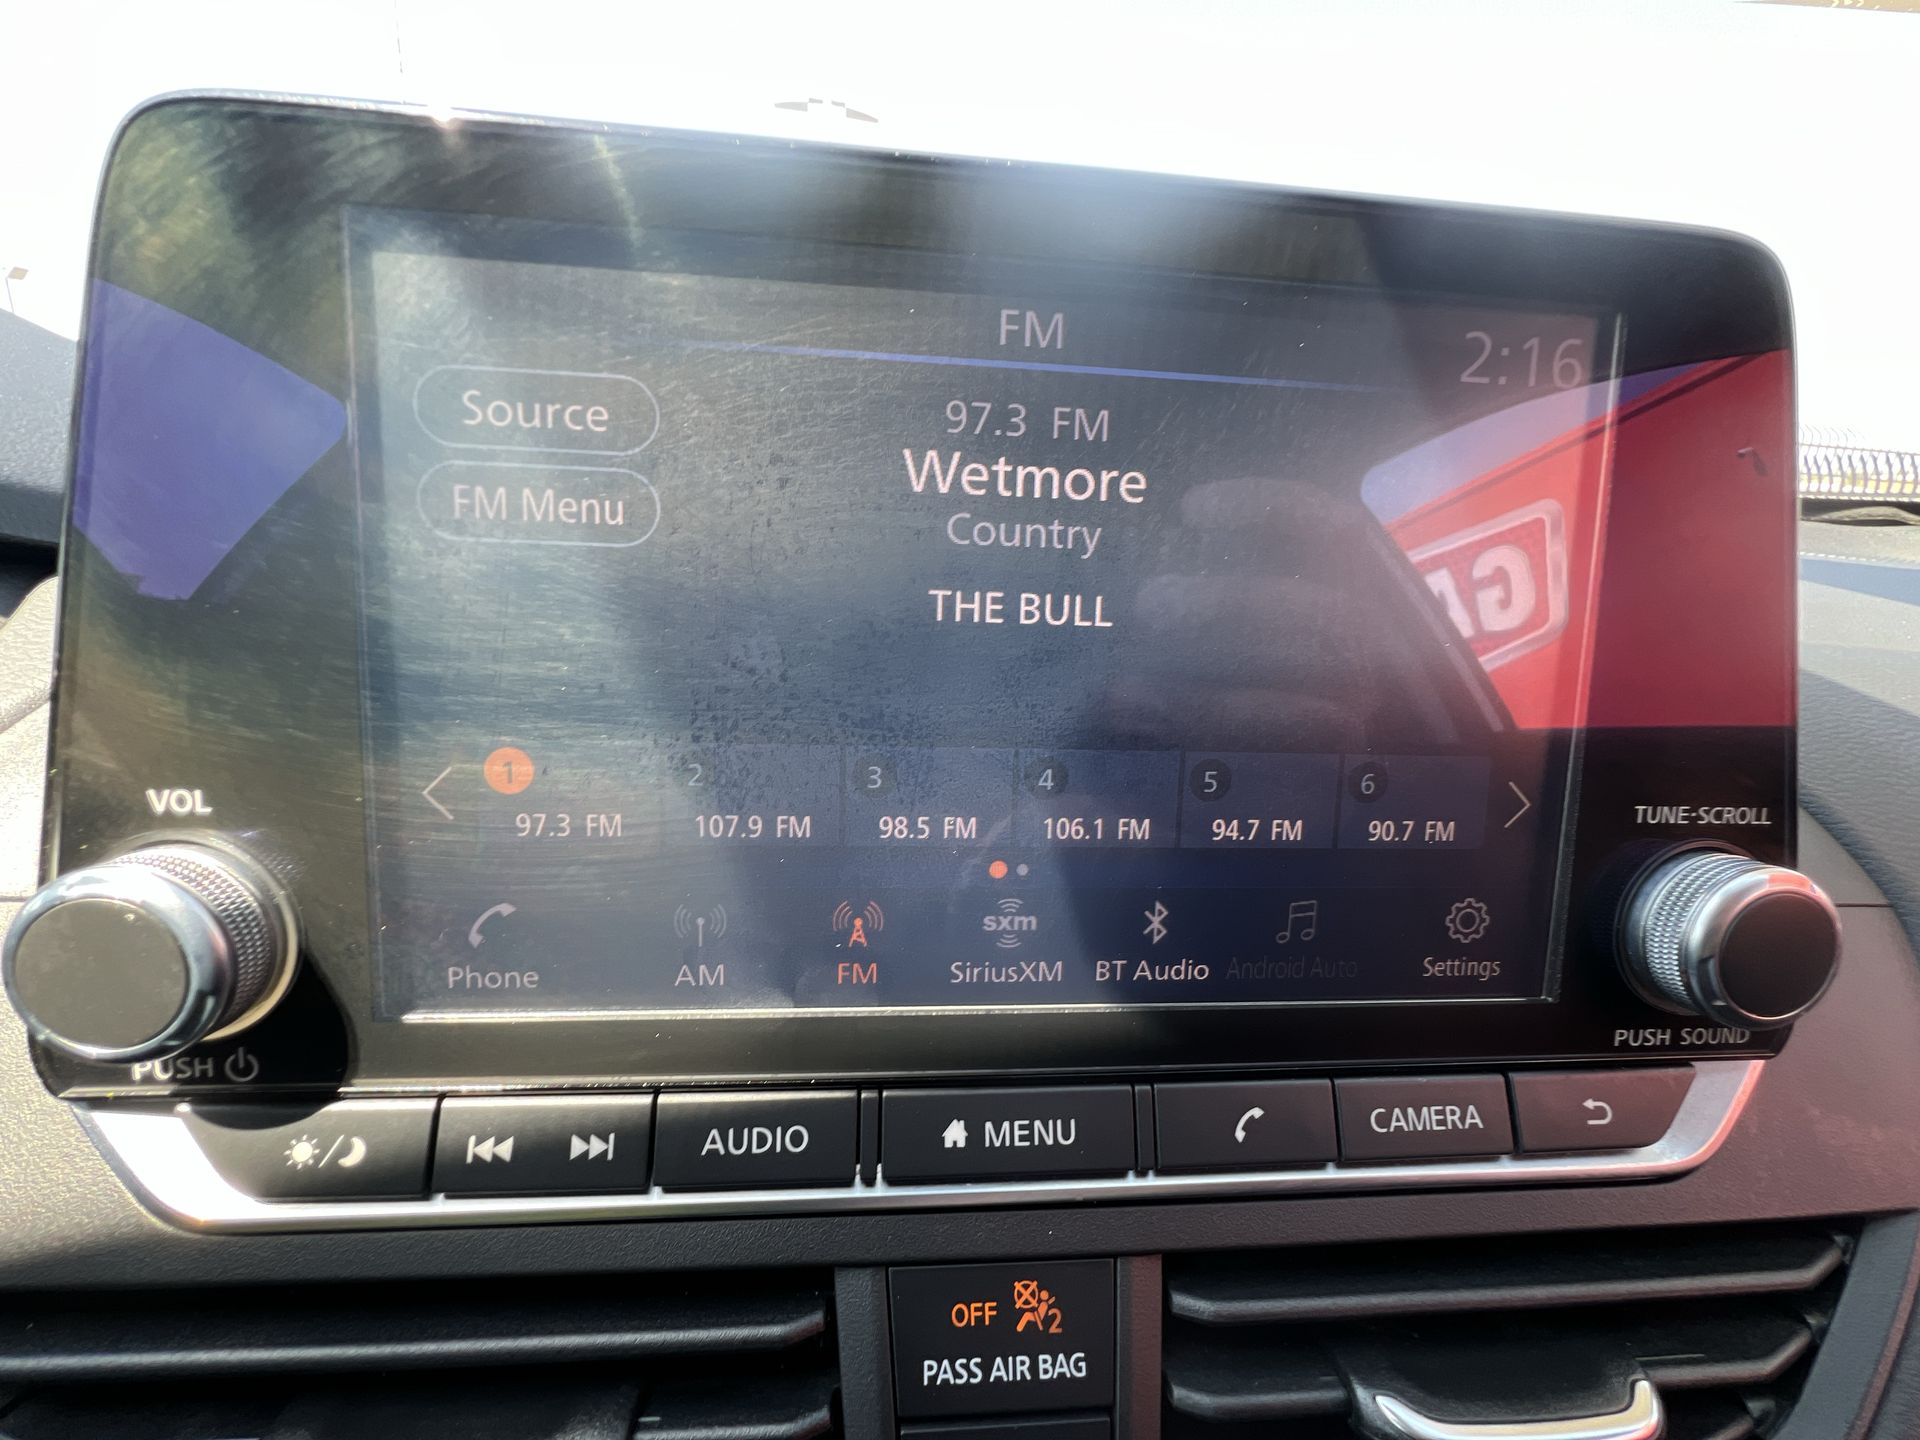 FM
2:16
Source
97.3 FM
FM Menu
Wetmore
Country
THE BULL
1 2 3 4 5 6
97.3 FM 107.9 FM 98.5 FM 106.1 FM 94.7 FM 90.7 FM
VOL
TUNE-SCROLL
sxm
Phone AM FM SiriusXM BT Audio Android Auto Settings
PUSH
PUSH SOUND
AUDIO MENU CAMERA
OFF 2
PASS AIR BAG